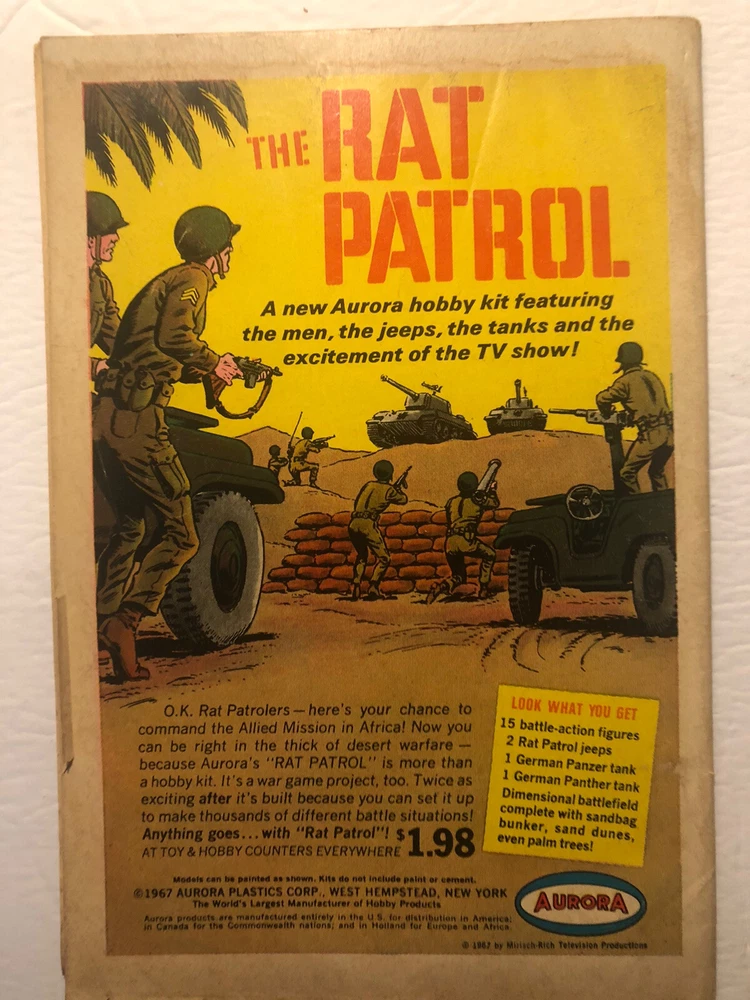 THE RAT
PATROL
A new Aurora hobby kit featuring
the men, the jeeps, the tanks and the
excitement of the TV show!
O.K. Rat Patrolers—here's your chance to
command the Allied Mission in Africa! Now you
can be right in the thick of desert warfare —
because Aurora's "RAT PATROL" is more than
a hobby kit. It's a war game project, too. Twice as
exciting after it's built because you can set it up
to make thousands of different battle situations!
Anything goes...with "Rat Patrol"! $1.98
AT TOY & HOBBY COUNTERS EVERYWHERE
LOOK WHAT YOU GET
15 battle-action figures
2 Rat Patrol jeeps
1 German Panzer tank
1 German Panther tank
Dimensional battlefield
complete with sandbag
bunker, sand dunes,
even palm trees!
Models can be painted as shown. Kits do not include paint or cement.
©1967 AURORA PLASTICS CORP., WEST HEMPSTEAD, NEW YORK
The World's Largest Manufacturer of Hobby Products
Aurora products are manufactured entirely in the U.S. for distribution in America;
in Canada for the Commonwealth nations; and in Holland for Europe and Africa.
AURORA
© 1967 by Mirisch-Rich Television Productions